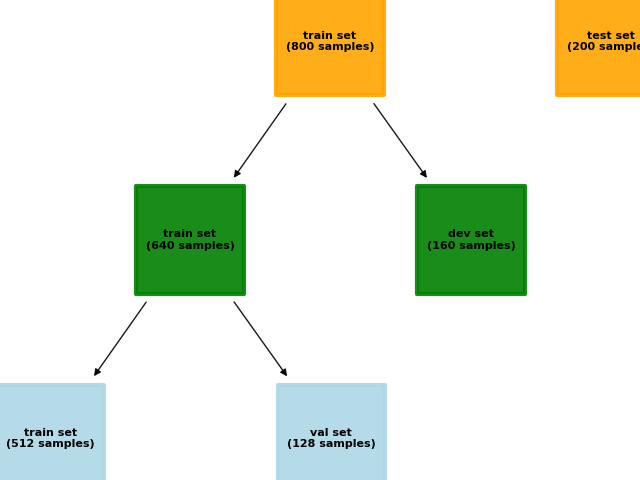 train set
(800 samples)
test set
(200 sample
train set
(640 samples)
dev set
(160 samples)
train set
(512 samples)
val set
(128 samples)